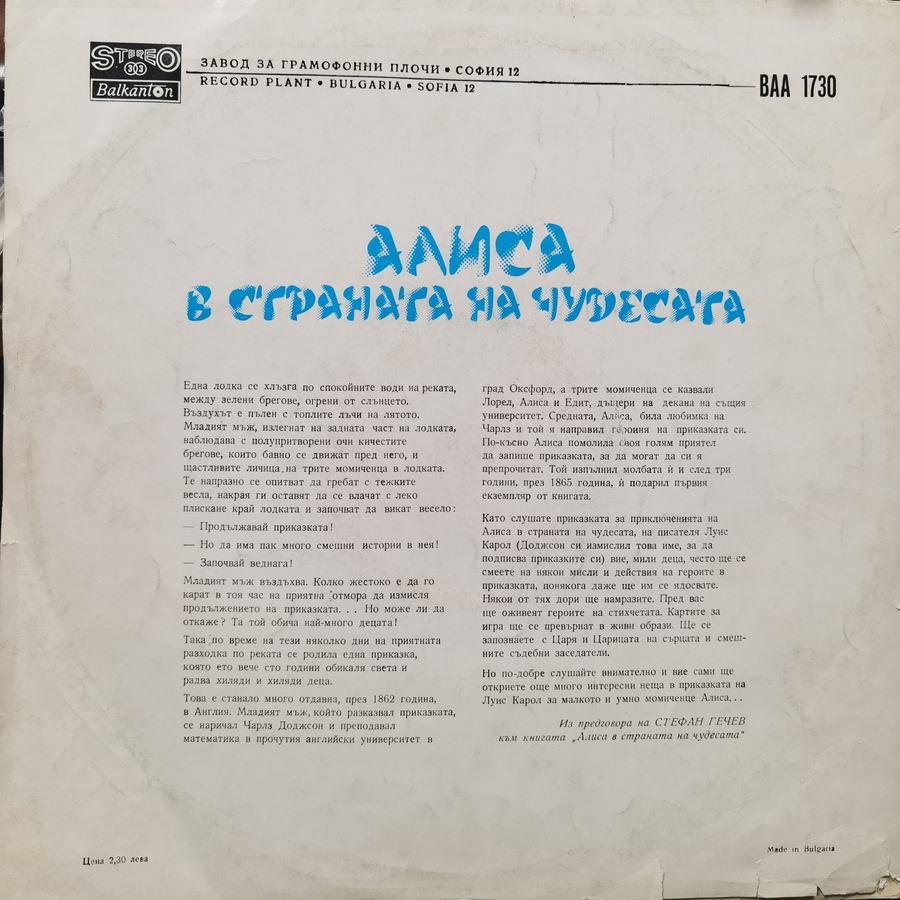 STEREO
303
Balkanton
ЗАВОД ЗА ГРАМОФОННИ ПЛОЧИ • СОФИЯ 12
RECORD PLANT • BULGARIA • SOFIA 12
ВАА 1730
АЛИСА
В СТРАНАТА НА ЧУДЕСАТА
Една лодка се хлъзга по спокойните води на реката,
между зелени брегове, огрени от слънцето.
Въздухът е пълен с топлите лъчи на лятото.
Младият мъж, излегнат на задната част на лодката,
наблюдава с полупритворени очи кичестите
брегове, които бавно се движат пред него, и
щастливите личица на трите момиченца в лодката.
Те напразно се опитват да гребат с тежките
весла, накрая ги оставят да се влачат с леко
плискане край лодката и започват да викат весело:
— Продължавай приказката!
— Но да има пак много смешни истории в нея!
— Започвай веднага!
Младият мъж въздъхва. Колко жестоко е да го
карат в тоя час на приятна отмора да измисля
продължението на приказката. . . Но може ли да
откаже? Та той обича най-много децата!
Така по време на тези няколко дни на приятната
разходка по реката се родила една приказка,
която ето вече сто години обикаля света и
радва хиляди и хиляди деца.
Това е станало много отдавна, през 1862 година,
в Англия. Младият мъж, който разказвал приказката,
се наричал Чарлз Доджсон и преподавал
математика в прочутия английски университет в
град Оксфорд, а трите момиченца се казвали
Лорел, Алиса и Едит, дъщери на декана на същия
университет. Средната, Алиса, била любимка на
Чарлз и той я направил героиня на приказката си.
По-късно Алиса помолила своя голям приятел
да запише приказката, за да могат да си я
препрочитат. Той изпълнил молбата ѝ и след три
години, през 1865 година, ѝ подарил първия
екземпляр от книгата.
Като слушате приказката за приключенията на
Алиса в страната на чудесата, на писателя Луис
Карол (Доджсон си измислил това име, за да
подписва приказките си) вие, мили деца, често ще се
смеете на някои мисли и действия на героите в
приказката, понякога даже ще им се ядосвате.
Някои от тях дори ще намразите. Пред вас
ще оживеят героите на стихчетата. Картите за
игра ще се превърнат в живи образи. Ще се
запознаете с Царя и Царицата на сърцата и смеш-
ните съдебни заседатели.
Но по-добре слушайте внимателно и вие сами ще
откриете още много интересни неща в приказката на
Луис Карол за малкото и умно момиченце Алиса. . .
Из предговора на СТЕФАН ГЕЧЕВ
към книгата „Алиса в страната на чудесата“
Цена 2,30 лева
Made in Bulgaria